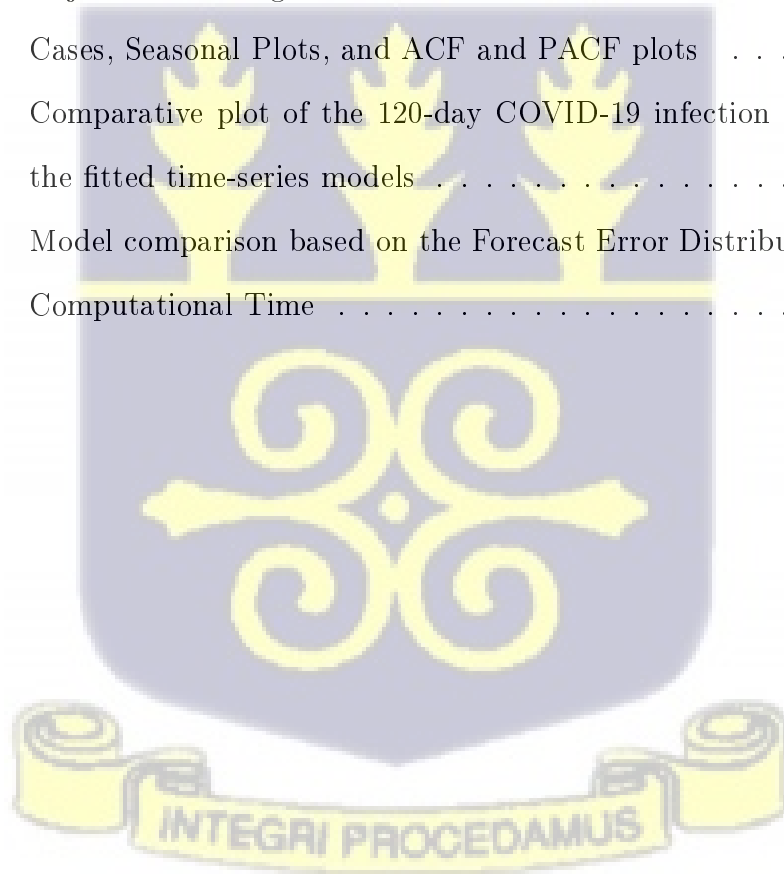 Cases, Seasonal Plots, and ACF and PACF plots . . .
Comparative plot of the 120-day COVID-19 infection
the fitted time-series models . . . . . . . . . . . . . . .
Model comparison based on the Forecast Error Distribu
Computational Time . . . . . . . . . . . . . . . . . . .
INTEGRI PROCEDAMUS